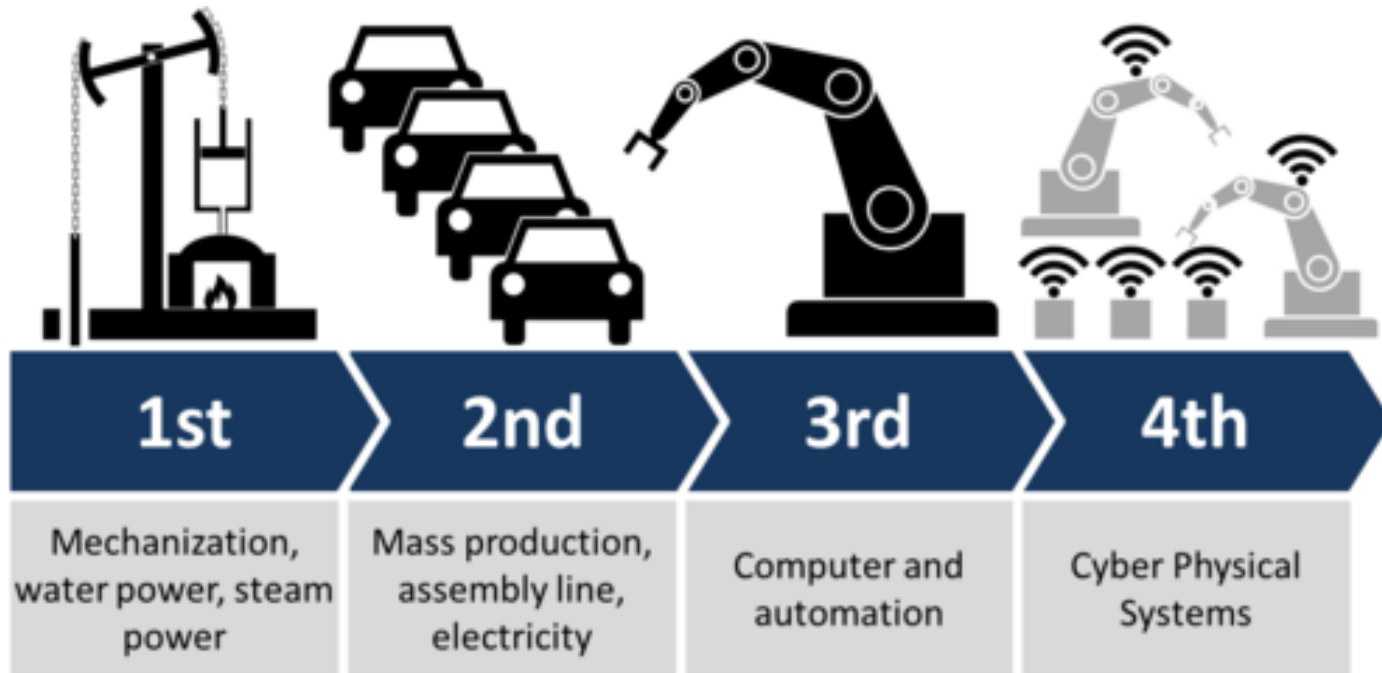 1st
2nd
3rd
4th
Mechanization,
water power, steam
power
Mass production,
assembly line,
electricity
Computer and
automation
Cyber Physical
Systems